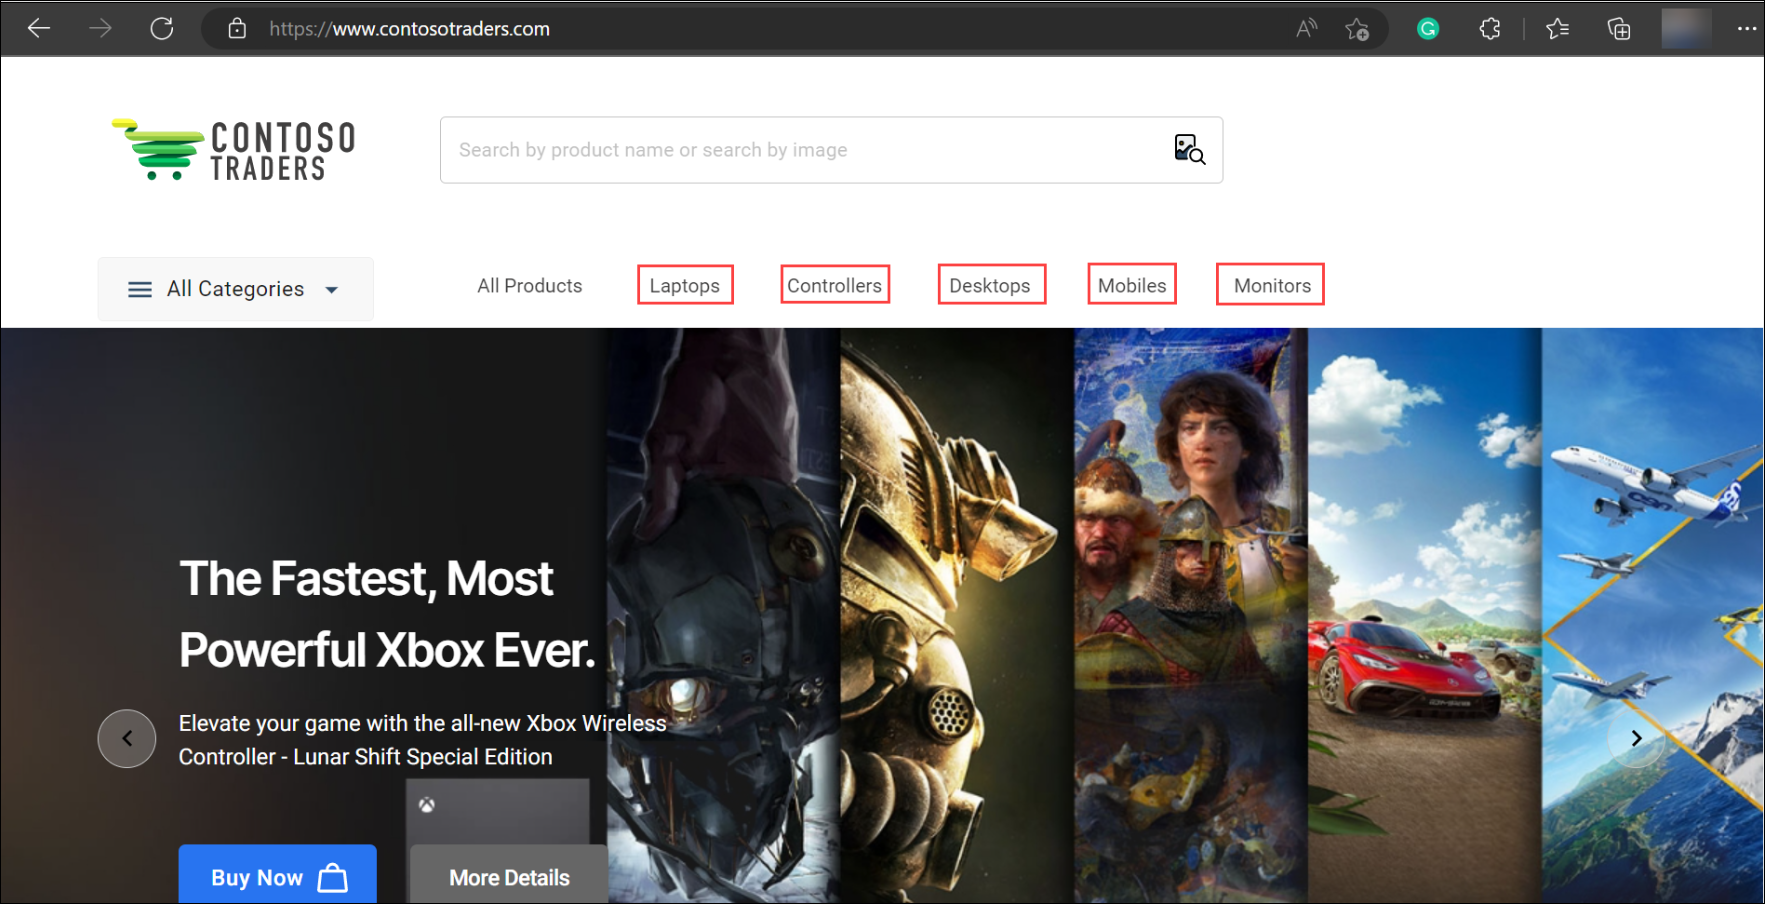 https://www.contosotraders.com
CONTOSO
TRADERS
Search by product name or search by image
All Categories
All Products
Laptops
Controllers
Desktops
Mobiles
Monitors
The Fastest, Most
Powerful Xbox Ever.
Elevate your game with the all-new Xbox Wireless
Controller - Lunar Shift Special Edition
Buy Now
More Details